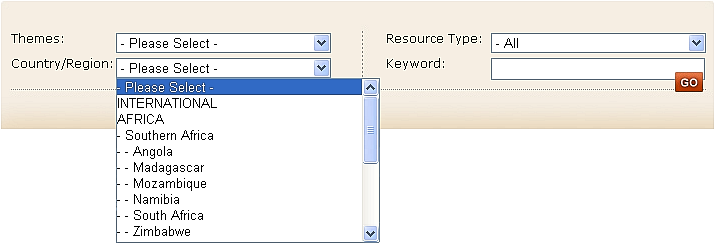 Themes: - Please Select - Resource Type: - All
Country/Region: - Please Select - Keyword:
GO
- Please Select -
INTERNATIONAL
AFRICA
- Southern Africa
- - Angola
- - Madagascar
- - Mozambique
- - Namibia
- - South Africa
- - Zimbabwe